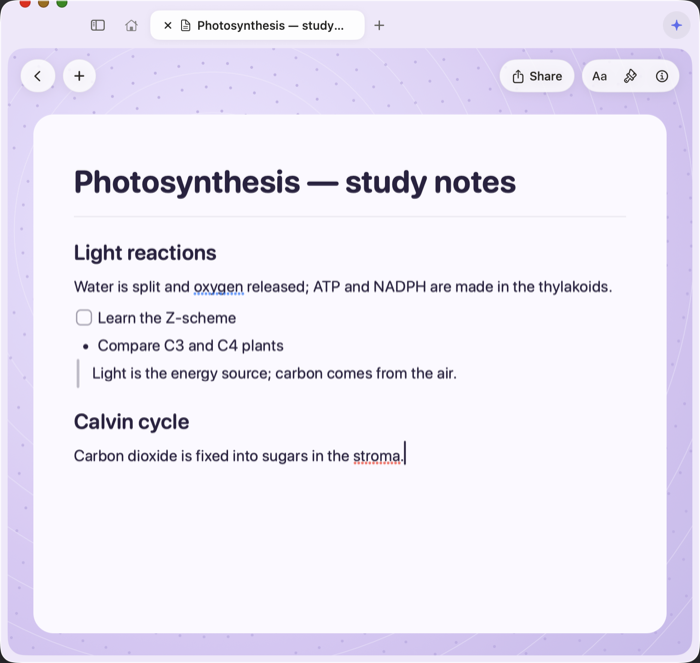 Photosynthesis — study...
Share
Aa
Photosynthesis — study notes
Light reactions
Water is split and oxygen released; ATP and NADPH are made in the thylakoids.
Learn the Z-scheme
• Compare C3 and C4 plants
Light is the energy source; carbon comes from the air.
Calvin cycle
Carbon dioxide is fixed into sugars in the stroma.